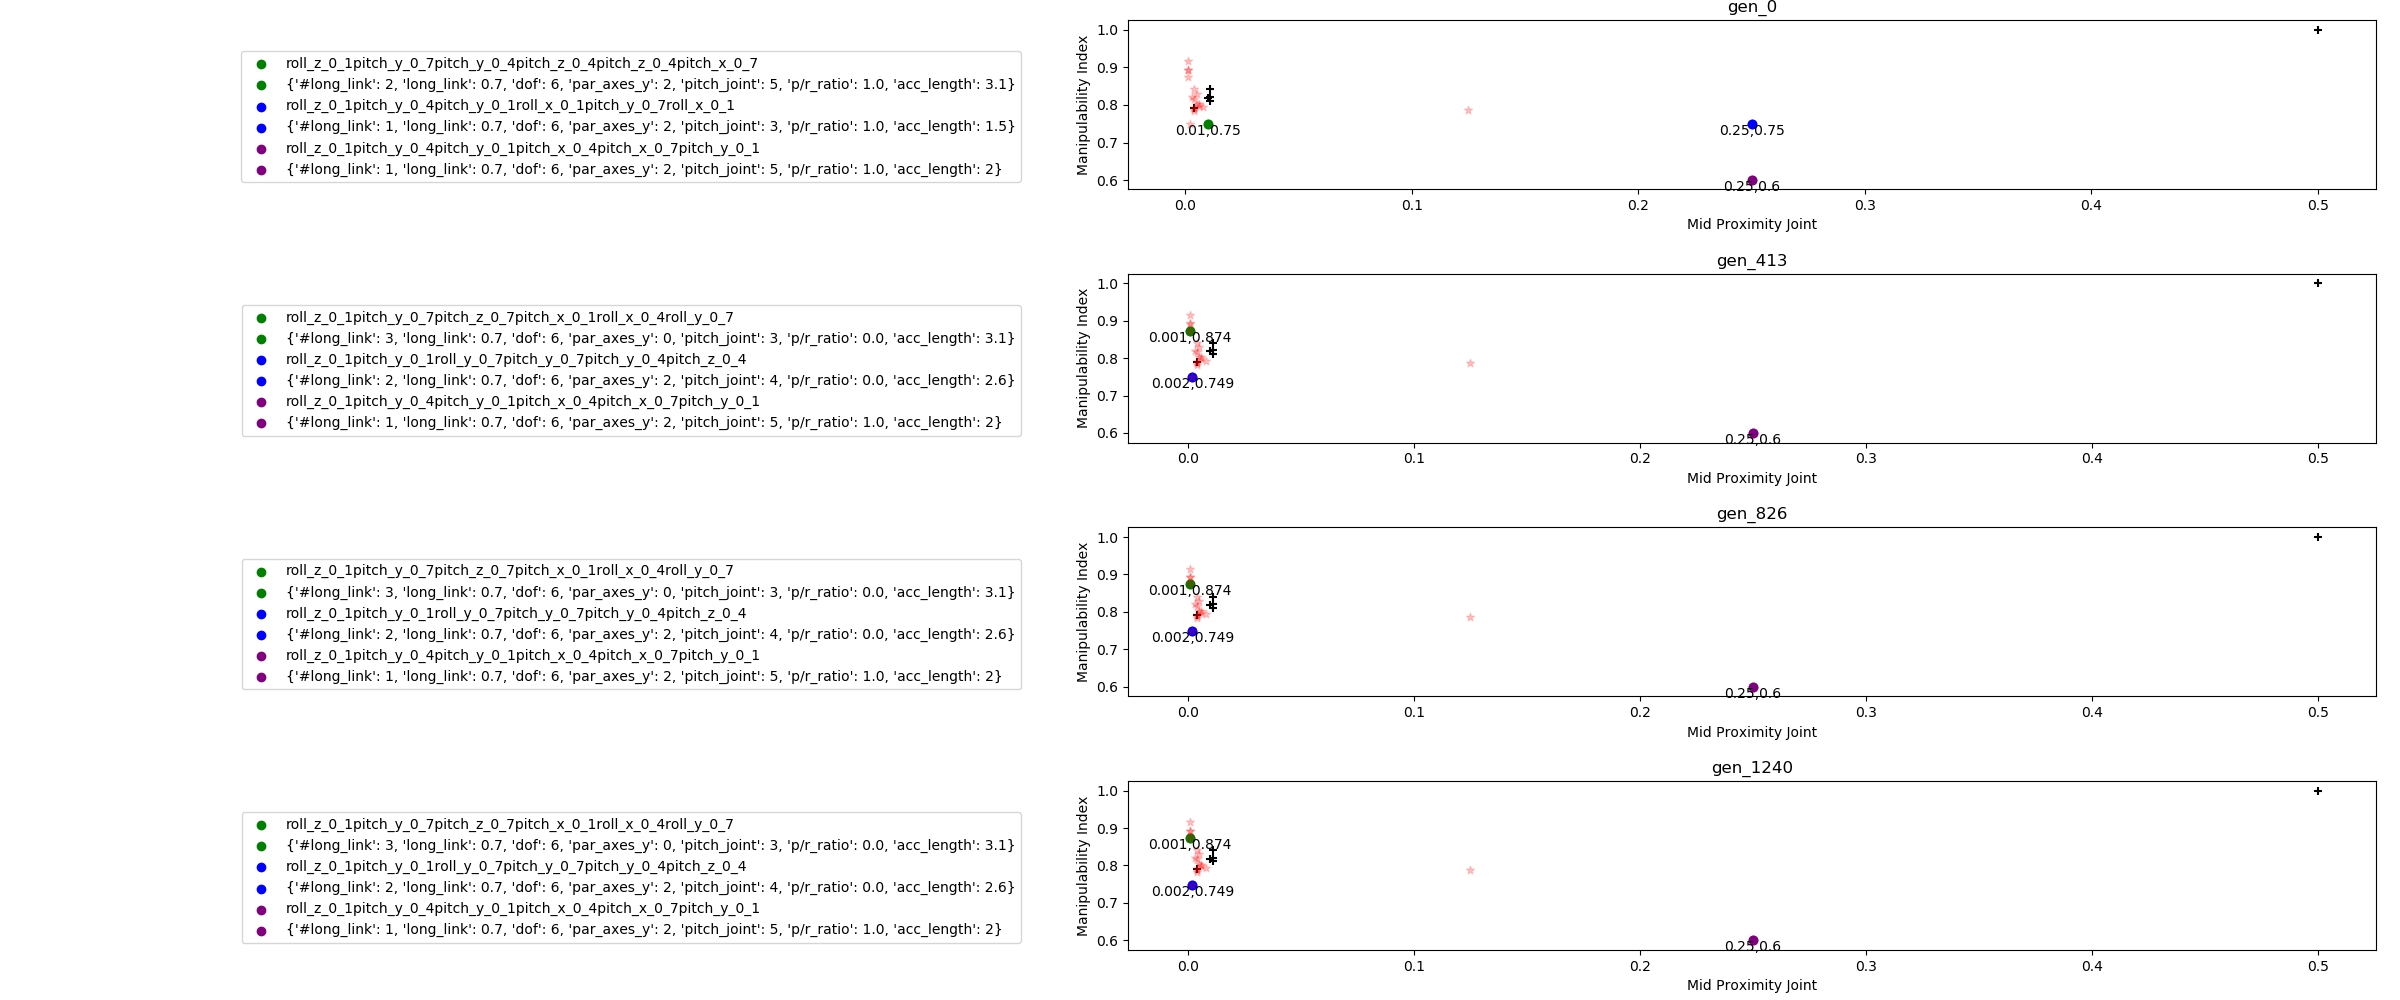 gen_0
roll_z_0_1pitch_y_0_7pitch_y_0_4pitch_z_0_4pitch_z_0_4pitch_x_0_7
{'#long_link': 2, 'long_link': 0.7, 'dof': 6, 'par_axes_y': 2, 'pitch_joint': 5, 'p/r_ratio': 1.0, 'acc_length': 3.1}
roll_z_0_1pitch_y_0_4pitch_y_0_1roll_x_0_1pitch_y_0_7roll_x_0_1
{'#long_link': 1, 'long_link': 0.7, 'dof': 6, 'par_axes_y': 2, 'pitch_joint': 3, 'p/r_ratio': 1.0, 'acc_length': 1.5}
roll_z_0_1pitch_y_0_4pitch_y_0_1pitch_x_0_4pitch_x_0_7pitch_y_0_1
{'#long_link': 1, 'long_link': 0.7, 'dof': 6, 'par_axes_y': 2, 'pitch_joint': 5, 'p/r_ratio': 1.0, 'acc_length': 2}
Manipulability Index
1.0
0.9
0.8
0.7
0.6
0.01,0.75
0.25,0.75
0.25,0.6
0.0 0.1 0.2 0.3 0.4 0.5
Mid Proximity Joint
gen_413
roll_z_0_1pitch_y_0_7pitch_z_0_7pitch_x_0_1roll_x_0_4roll_y_0_7
{'#long_link': 3, 'long_link': 0.7, 'dof': 6, 'par_axes_y': 0, 'pitch_joint': 3, 'p/r_ratio': 0.0, 'acc_length': 3.1}
roll_z_0_1pitch_y_0_1roll_y_0_7pitch_y_0_7pitch_y_0_4pitch_z_0_4
{'#long_link': 2, 'long_link': 0.7, 'dof': 6, 'par_axes_y': 2, 'pitch_joint': 4, 'p/r_ratio': 0.0, 'acc_length': 2.6}
roll_z_0_1pitch_y_0_4pitch_y_0_1pitch_x_0_4pitch_x_0_7pitch_y_0_1
{'#long_link': 1, 'long_link': 0.7, 'dof': 6, 'par_axes_y': 2, 'pitch_joint': 5, 'p/r_ratio': 1.0, 'acc_length': 2}
Manipulability Index
1.0
0.9
0.8
0.7
0.6
0.001,0.874
0.002,0.749
0.25,0.6
0.0 0.1 0.2 0.3 0.4 0.5
Mid Proximity Joint
gen_826
roll_z_0_1pitch_y_0_7pitch_z_0_7pitch_x_0_1roll_x_0_4roll_y_0_7
{'#long_link': 3, 'long_link': 0.7, 'dof': 6, 'par_axes_y': 0, 'pitch_joint': 3, 'p/r_ratio': 0.0, 'acc_length': 3.1}
roll_z_0_1pitch_y_0_1roll_y_0_7pitch_y_0_7pitch_y_0_4pitch_z_0_4
{'#long_link': 2, 'long_link': 0.7, 'dof': 6, 'par_axes_y': 2, 'pitch_joint': 4, 'p/r_ratio': 0.0, 'acc_length': 2.6}
roll_z_0_1pitch_y_0_4pitch_y_0_1pitch_x_0_4pitch_x_0_7pitch_y_0_1
{'#long_link': 1, 'long_link': 0.7, 'dof': 6, 'par_axes_y': 2, 'pitch_joint': 5, 'p/r_ratio': 1.0, 'acc_length': 2}
Manipulability Index
1.0
0.9
0.8
0.7
0.6
0.001,0.874
0.002,0.749
0.25,0.6
0.0 0.1 0.2 0.3 0.4 0.5
Mid Proximity Joint
gen_1240
roll_z_0_1pitch_y_0_7pitch_z_0_7pitch_x_0_1roll_x_0_4roll_y_0_7
{'#long_link': 3, 'long_link': 0.7, 'dof': 6, 'par_axes_y': 0, 'pitch_joint': 3, 'p/r_ratio': 0.0, 'acc_length': 3.1}
roll_z_0_1pitch_y_0_1roll_y_0_7pitch_y_0_7pitch_y_0_4pitch_z_0_4
{'#long_link': 2, 'long_link': 0.7, 'dof': 6, 'par_axes_y': 2, 'pitch_joint': 4, 'p/r_ratio': 0.0, 'acc_length': 2.6}
roll_z_0_1pitch_y_0_4pitch_y_0_1pitch_x_0_4pitch_x_0_7pitch_y_0_1
{'#long_link': 1, 'long_link': 0.7, 'dof': 6, 'par_axes_y': 2, 'pitch_joint': 5, 'p/r_ratio': 1.0, 'acc_length': 2}
Manipulability Index
1.0
0.9
0.8
0.7
0.6
0.001,0.874
0.002,0.749
0.25,0.6
0.0 0.1 0.2 0.3 0.4 0.5
Mid Proximity Joint